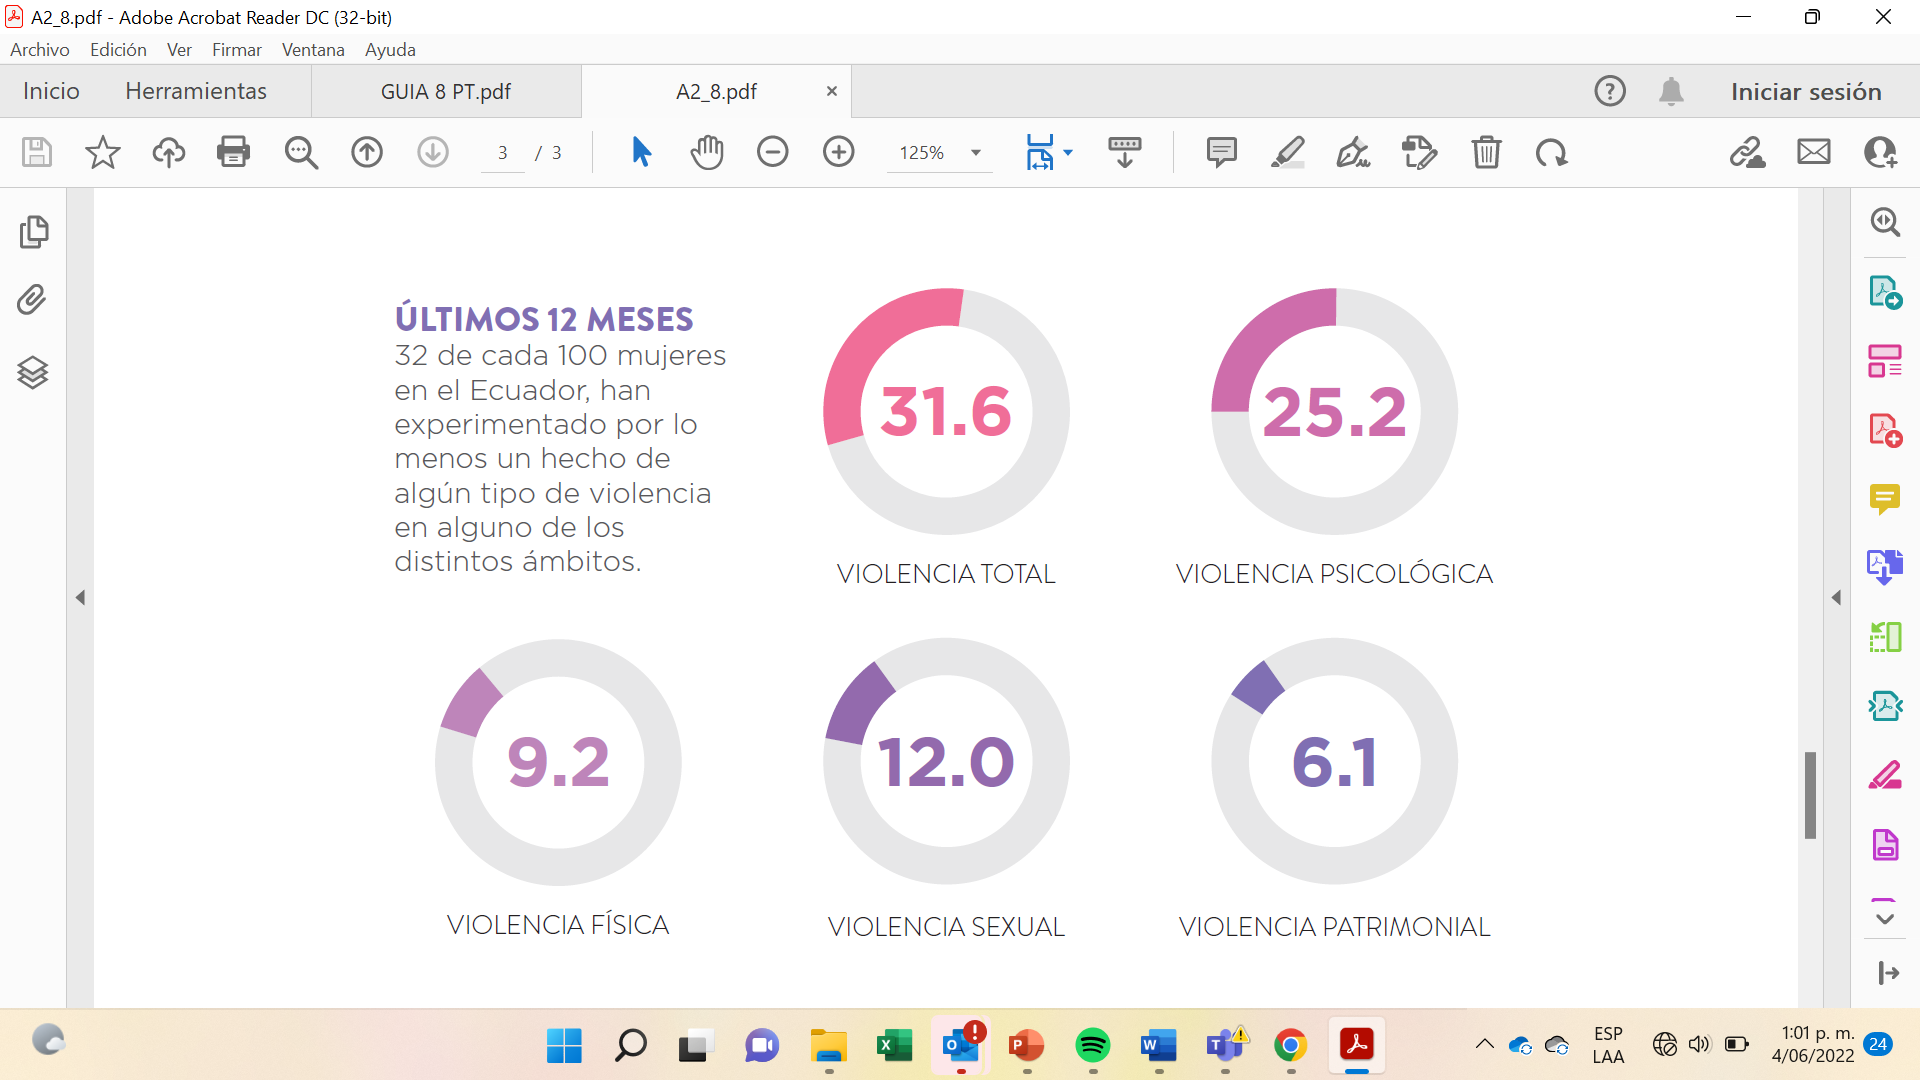 A2_8.pdf - Adobe Acrobat Reader DC (32-bit)
Archivo Edición Ver Firmar Ventana Ayuda
Inicio Herramientas GUIA 8 PT.pdf A2_8.pdf × Iniciar sesión
3 / 3 125%
ÚLTIMOS 12 MESES
32 de cada 100 mujeres
en el Ecuador, han
experimentado por lo
menos un hecho de
algún tipo de violencia
en alguno de los
distintos ámbitos.
31.6
VIOLENCIA TOTAL
25.2
VIOLENCIA PSICOLÓGICA
9.2
VIOLENCIA FÍSICA
12.0
VIOLENCIA SEXUAL
6.1
VIOLENCIA PATRIMONIAL
ESP
LAA
1:01 p. m.
4/06/2022
24